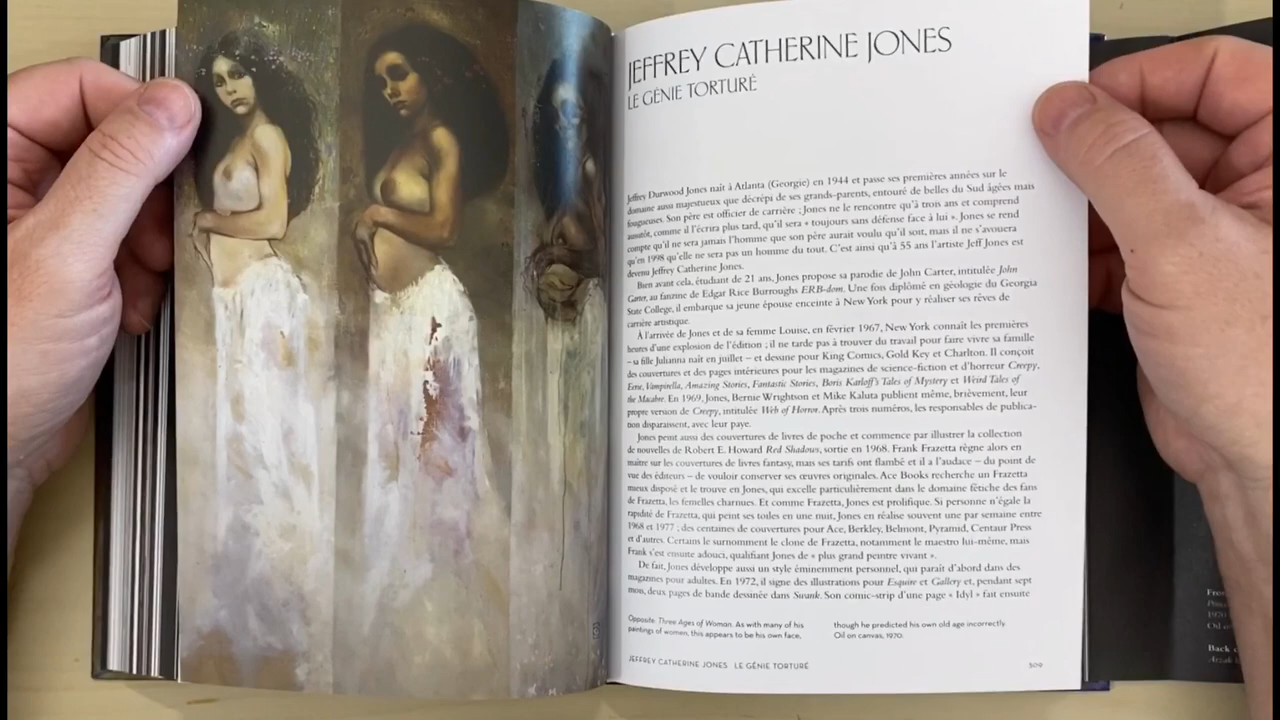 JEFFREY CATHERINE JONES
LE GÉNIE TORTURÉ
Jeffrey Durwood Jones naît à Atlanta (Georgie) en 1944 et passe ses premières années sur le
domaine aussi majestueux que décrépi de ses grands-parents, entouré de belles du Sud âgées mais
fougueuses. Son père est officier de carrière ; Jones ne le rencontre qu'à trois ans et comprend
aussitôt, comme il l'écrira plus tard, qu'il sera « toujours sans défense face à lui ». Jones se rend
compte qu'il ne sera jamais l'homme que son père aurait voulu qu'il soit, mais il ne s'avouera
qu'en 1998 qu'elle ne sera pas un homme du tout. C'est ainsi qu'à 55 ans l'artiste Jeff Jones est
devenu Jeffrey Catherine Jones.
Bien avant cela, étudiant de 21 ans, Jones propose sa parodie de John Carter, intitulée John
Garter, au fanzine de Edgar Rice Burroughs ERB-dom. Une fois diplômé en géologie du Georgia
State College, il embarque sa jeune épouse enceinte à New York pour y réaliser ses rêves de
carrière artistique.
À l'arrivée de Jones et de sa femme Louise, en février 1967, New York connaît les premières
heures d'une explosion de l'édition ; il ne tarde pas à trouver du travail pour faire vivre sa famille
– sa fille Julianna naît en juillet – et dessine pour King Comics, Gold Key et Charlton. Il conçoit
des couvertures et des pages intérieures pour les magazines de science-fiction et d'horreur Creepy,
Eerie, Vampirella, Amazing Stories, Fantastic Stories, Boris Karloff's Tales of Mystery et Weird Tales of
the Macabre. En 1969, Jones, Bernie Wrightson et Mike Kaluta publient même, brièvement, leur
propre version de Creepy, intitulée Web of Horror. Après trois numéros, les responsables de publica-
tion disparaissent, avec leur paye.
Jones peint aussi des couvertures de livres de poche et commence par illustrer la collection
de nouvelles de Robert E. Howard Red Shadows, sortie en 1968. Frank Frazetta règne alors en
maître sur les couvertures de livres fantasy, mais ses tarifs ont flambé et il a l'audace – du point de
vue des éditeurs – de vouloir conserver ses œuvres originales. Ace Books recherche un Frazetta
mieux disposé et le trouve en Jones, qui excelle particulièrement dans le domaine fétiche des fans
de Frazetta, les femelles charnues. Et comme Frazetta, Jones est prolifique. Si personne n'égale la
rapidité de Frazetta, qui peint ses toiles en une nuit, Jones en réalise souvent une par semaine entre
1968 et 1977 ; des centaines de couvertures pour Ace, Berkley, Belmont, Pyramid, Centaur Press
et d'autres. Certains le surnomment le clone de Frazetta, notamment le maestro lui-même, mais
Frank s'est ensuite adouci, qualifiant Jones de « plus grand peintre vivant ».
De fait, Jones développe aussi un style éminemment personnel, qui paraît d'abord dans des
magazines pour adultes. En 1972, il signe des illustrations pour Esquire et Gallery et, pendant sept
mois, deux pages de bande dessinée dans Swank. Son comic-strip d'une page « Idyl » fait ensuite
Opposite: Three Ages of Woman. As with many of his
paintings of women, this appears to be his own face,
though he predicted his own old age incorrectly.
Oil on canvas, 1970.
JEFFREY CATHERINE JONES LE GÉNIE TORTURÉ
309
Back